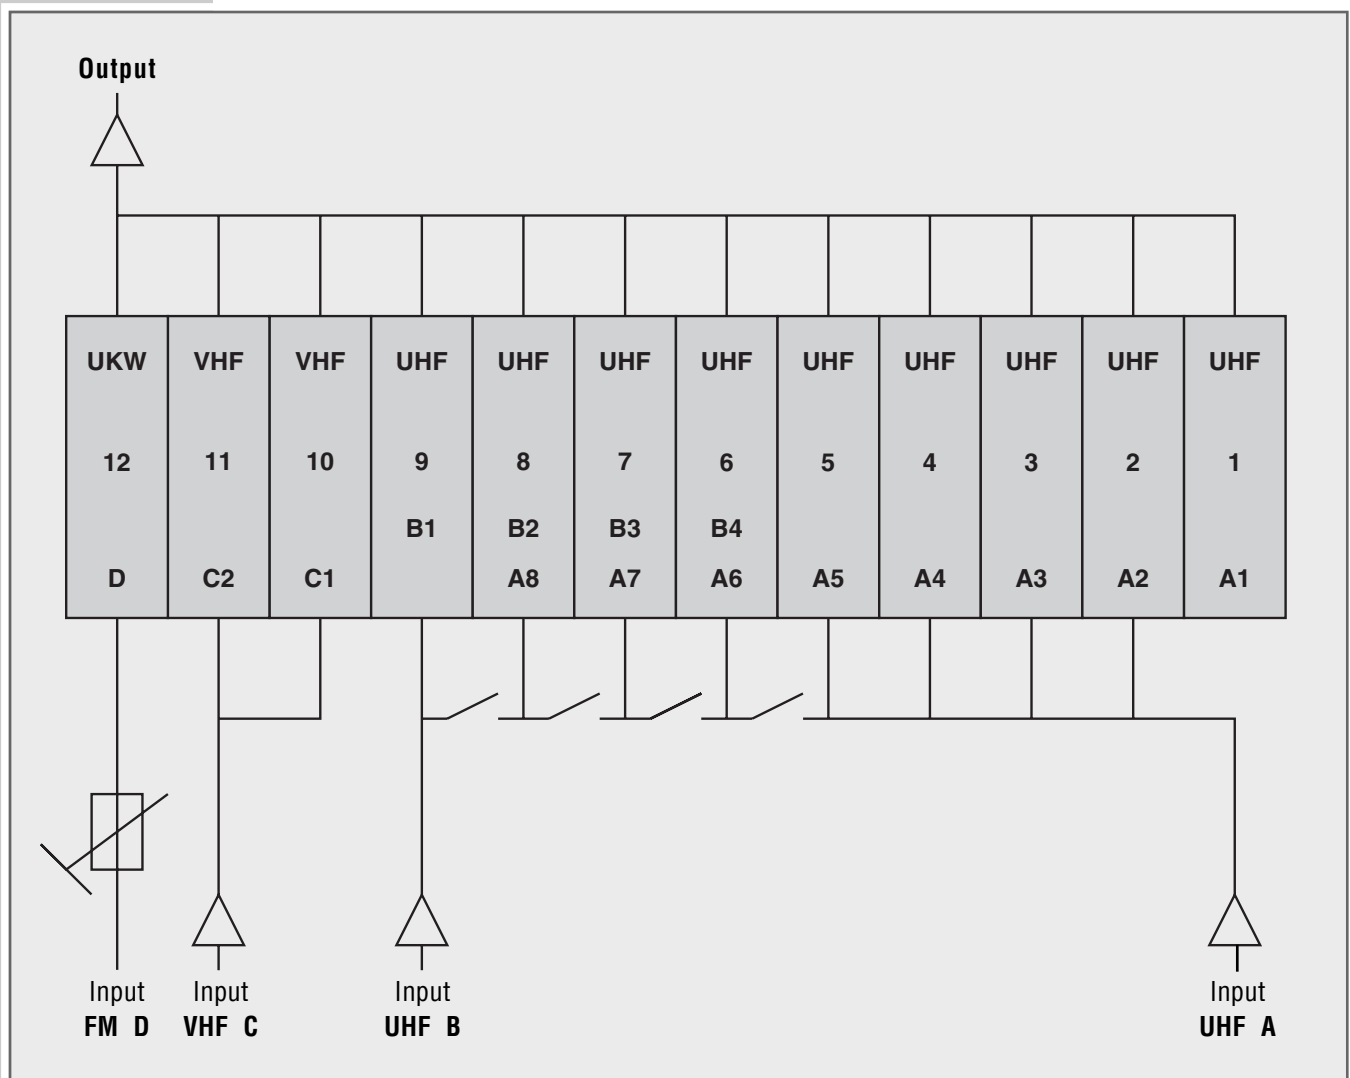 Output
UKW VHF VHF UHF UHF UHF UHF UHF UHF UHF UHF UHF
12 11 10 9 8 7 6 5 4 3 2 1
B1 B2 B3 B4
D C2 C1 A8 A7 A6 A5 A4 A3 A2 A1
Input Input Input Input
FM D VHF C UHF B UHF A